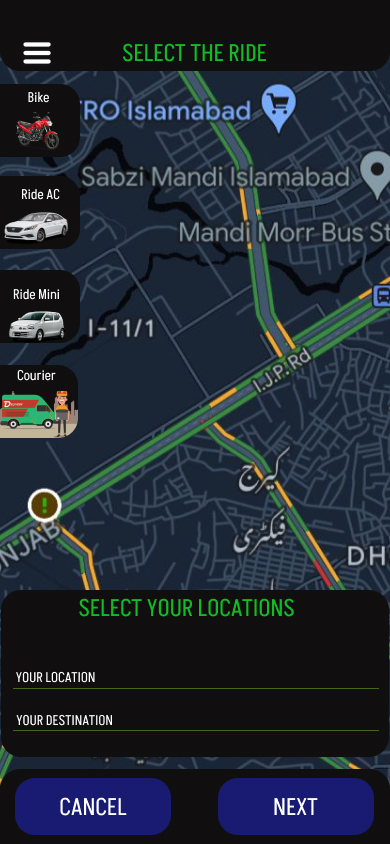 SELECT THE RIDE
Bike
TRO Islamabad
Ride AC
Sabzi Mandi Islamabad
Mandi Morr Bus St
Ride Mini
I-11/1
I.J.P. Rd
Courier
کیرج
فیکٹری
NJAB
DH
SELECT YOUR LOCATIONS
YOUR LOCATION
YOUR DESTINATION
CANCEL
NEXT